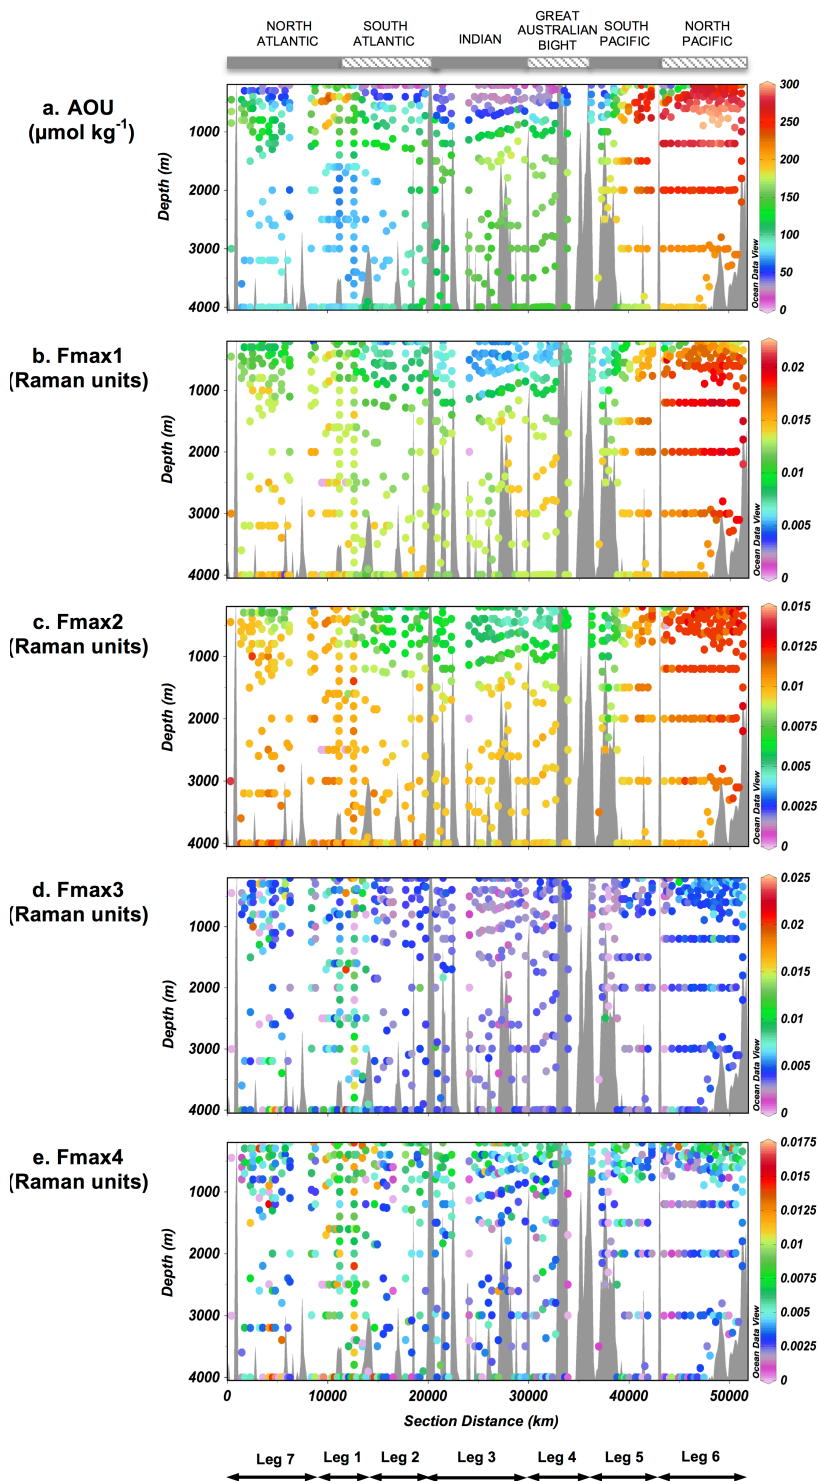 NORTH
ATLANTIC
SOUTH
ATLANTIC
INDIAN
GREAT
AUSTRALIAN
BIGHT
SOUTH
PACIFIC
NORTH
PACIFIC
a. AOU
(µmol kg-1)
Depth (m)
1000
2000
3000
4000
Ocean Data View
300
250
200
150
100
50
0
b. Fmax1
(Raman units)
Depth (m)
1000
2000
3000
4000
Ocean Data View
0.02
0.015
0.01
0.005
0
c. Fmax2
(Raman units)
Depth (m)
1000
2000
3000
4000
Ocean Data View
0.015
0.0125
0.01
0.0075
0.005
0.0025
0
d. Fmax3
(Raman units)
Depth (m)
1000
2000
3000
4000
Ocean Data View
0.025
0.02
0.015
0.01
0.005
0
e. Fmax4
(Raman units)
Depth (m)
1000
2000
3000
4000
Ocean Data View
0.0175
0.015
0.0125
0.01
0.0075
0.005
0.0025
0
0 10000 20000 30000 40000 50000
Section Distance (km)
Leg 7 Leg 1 Leg 2 Leg 3 Leg 4 Leg 5 Leg 6